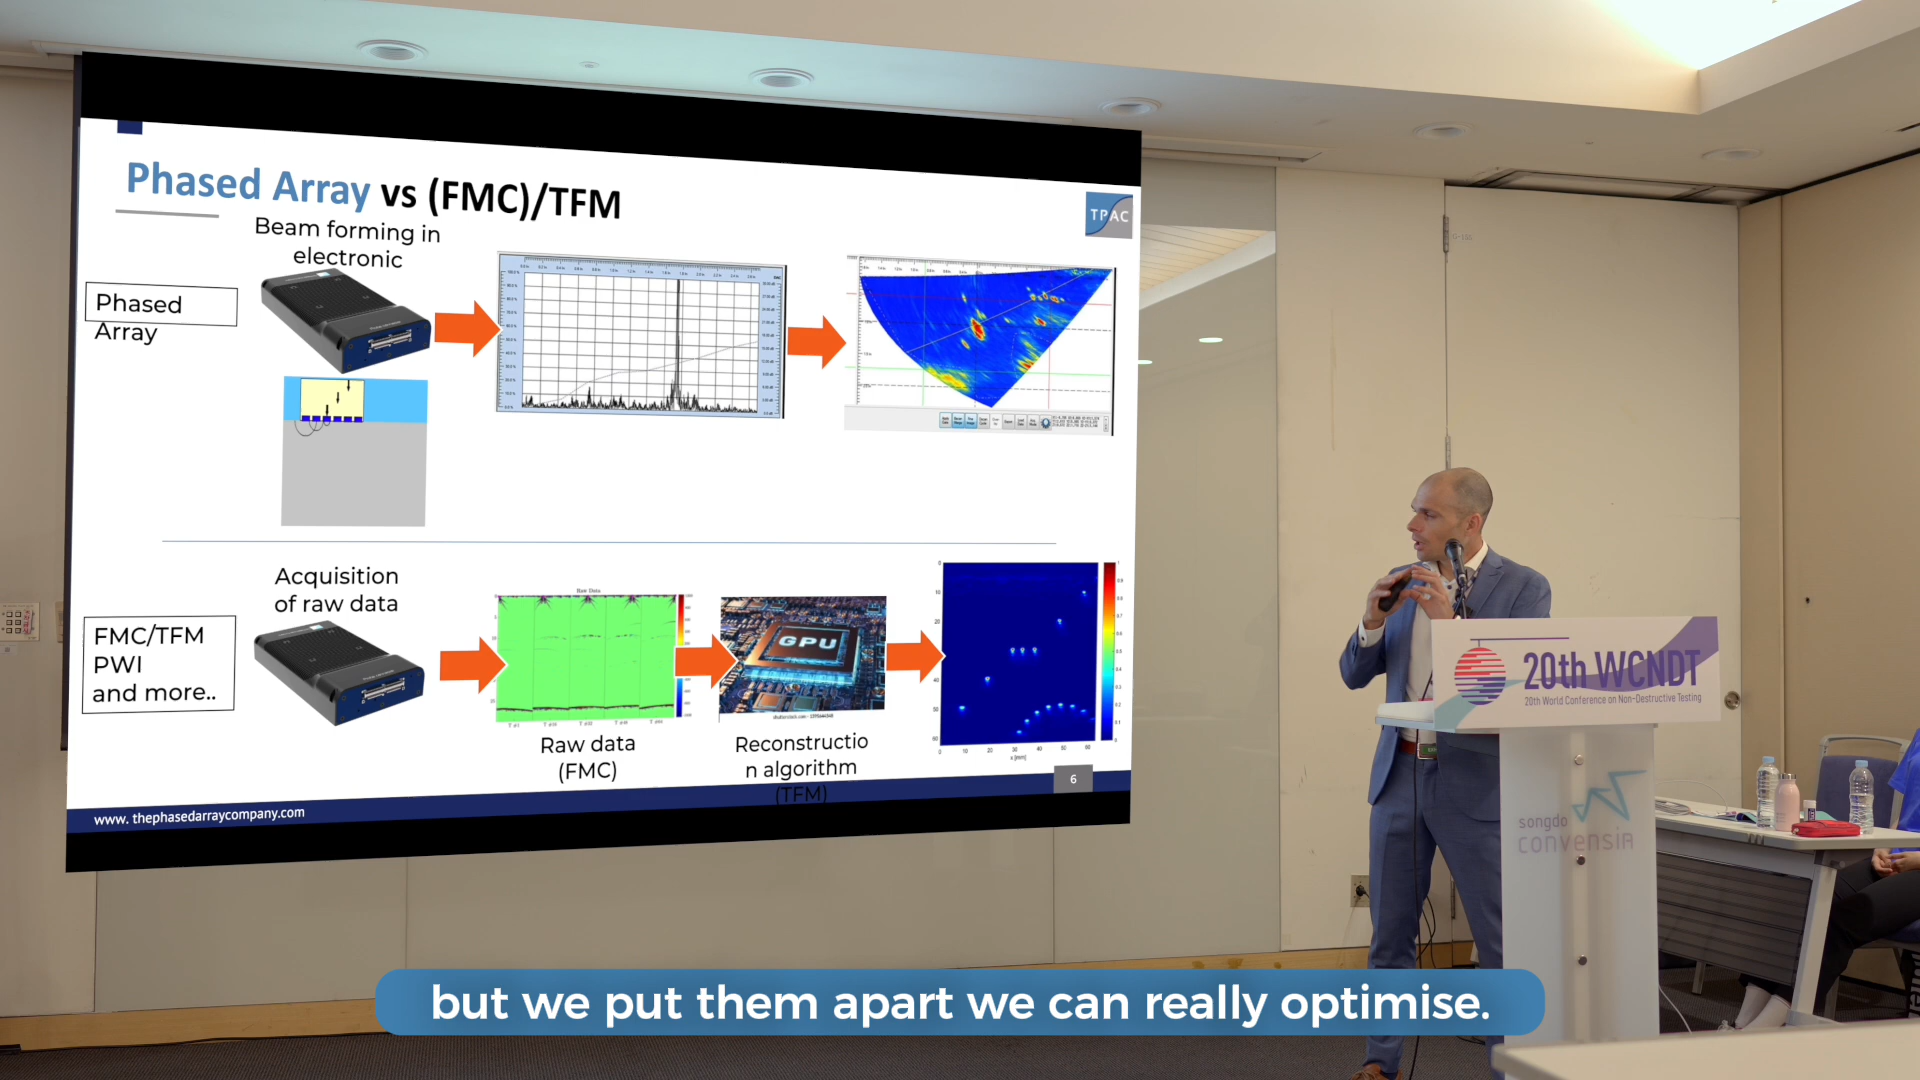 Phased Array vs (FMC)/TFM
TPAC
Beam forming in
electronic
Phased
Array
Acquisition
of raw data
FMC/TFM
PWI
and more..
Raw Data
GPU
Raw data
(FMC)
Reconstructio
n algorithm
(TFM)
6
www. thephasedarraycompany.com
20th WCNDT
20th World Conference on Non-Destructive Testing
songdo
convensia
but we put them apart we can really optimise.